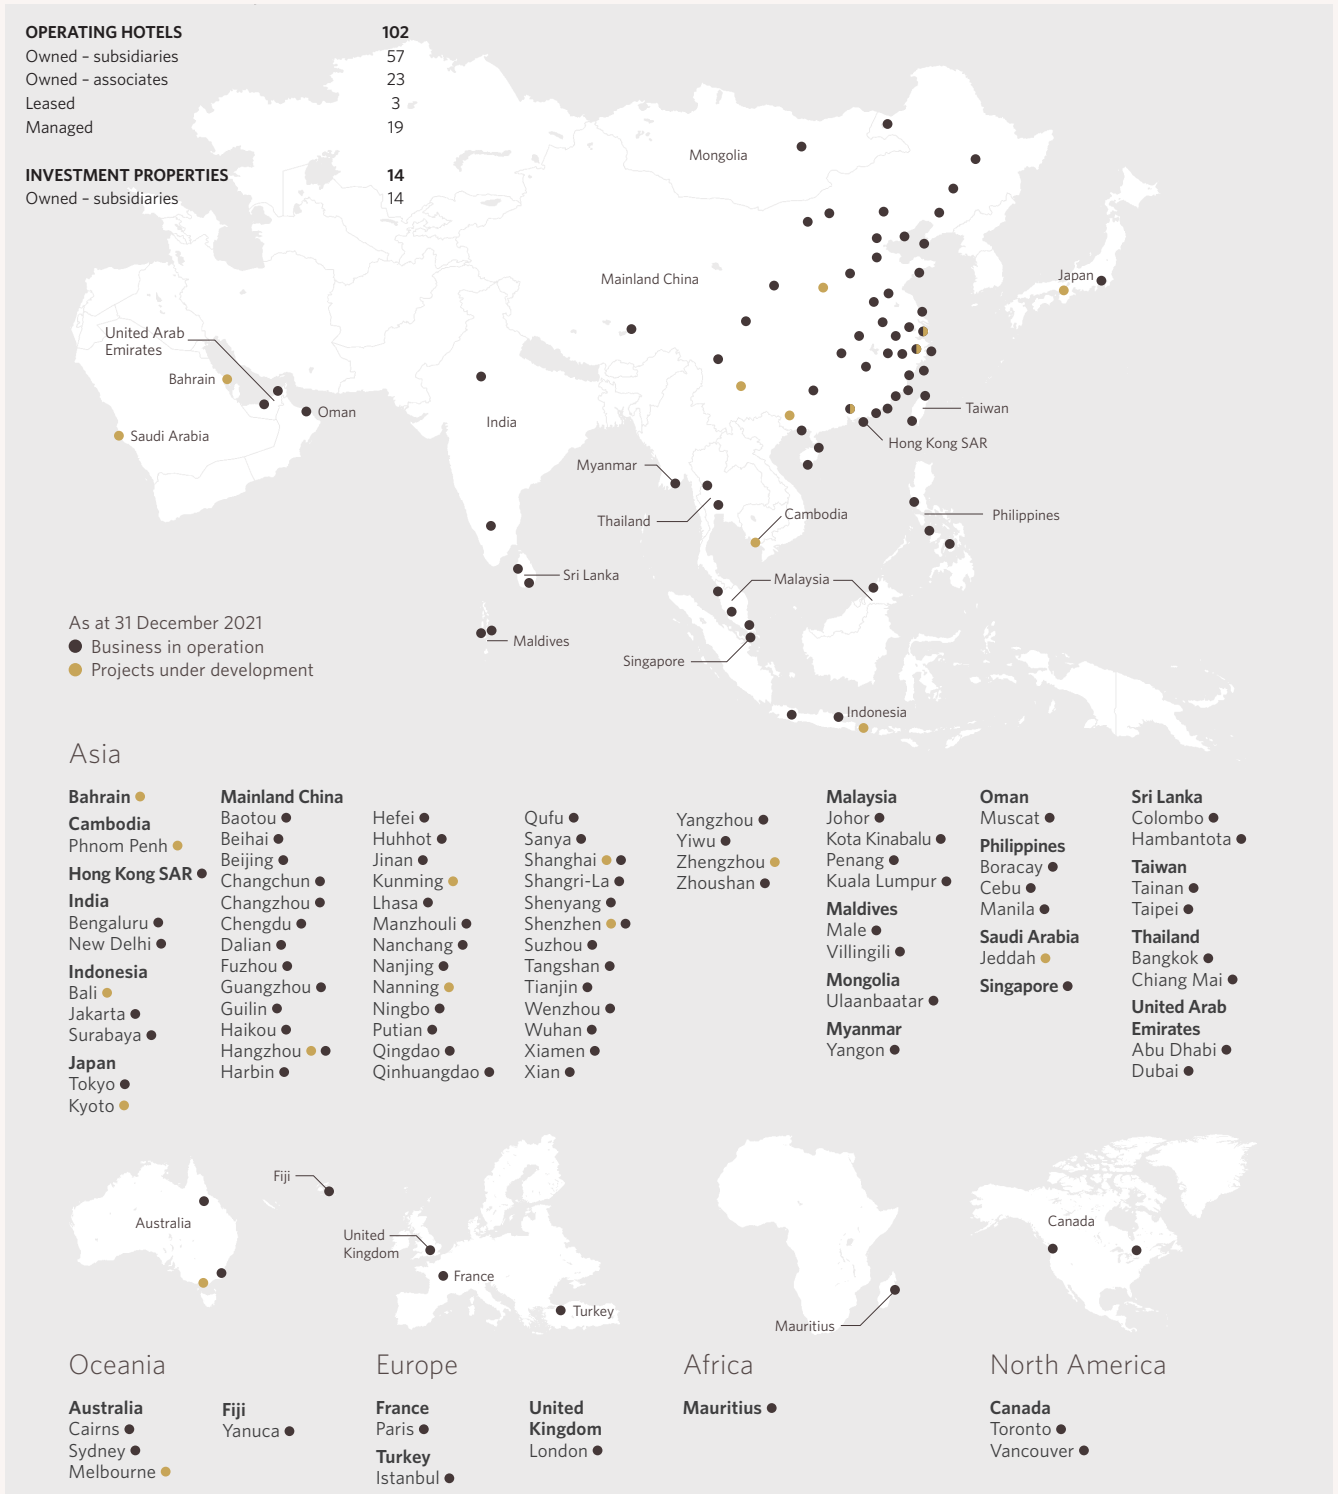 OPERATING HOTELS 102
Owned – subsidiaries 57
Owned – associates 23
Leased 3
Managed 19
INVESTMENT PROPERTIES 14
Owned – subsidiaries 14
Mongolia
Mainland China
Japan
United Arab
Emirates
Bahrain
Oman
Saudi Arabia
India
Taiwan
Hong Kong SAR
Myanmar
Thailand
Cambodia
Philippines
Sri Lanka
Malaysia
Maldives
Singapore
Indonesia
As at 31 December 2021
Business in operation
Projects under development
Asia
Bahrain
Cambodia
Phnom Penh
Hong Kong SAR
India
Bengaluru
New Delhi
Indonesia
Bali
Jakarta
Surabaya
Japan
Tokyo
Kyoto
Mainland China
Baotou
Beihai
Beijing
Changchun
Changzhou
Chengdu
Dalian
Fuzhou
Guangzhou
Guilin
Haikou
Hangzhou
Harbin
Hefei
Huhhot
Jinan
Kunming
Lhasa
Manzhouli
Nanchang
Nanjing
Nanning
Ningbo
Putian
Qingdao
Qinhuangdao
Qufu
Sanya
Shanghai
Shangri-La
Shenyang
Shenzhen
Suzhou
Tangshan
Tianjin
Wenzhou
Wuhan
Xiamen
Xian
Yangzhou
Yiwu
Zhengzhou
Zhoushan
Malaysia
Johor
Kota Kinabalu
Penang
Kuala Lumpur
Maldives
Male
Villingili
Mongolia
Ulaanbaatar
Myanmar
Yangon
Oman
Muscat
Philippines
Boracay
Cebu
Manila
Saudi Arabia
Jeddah
Singapore
Sri Lanka
Colombo
Hambantota
Taiwan
Tainan
Taipei
Thailand
Bangkok
Chiang Mai
United Arab
Emirates
Abu Dhabi
Dubai
Australia
Fiji
United
Kingdom
France
Turkey
Mauritius
Canada
Oceania
Australia
Cairns
Sydney
Melbourne
Fiji
Yanuca
Europe
France
Paris
Turkey
Istanbul
United
Kingdom
London
Africa
Mauritius
North America
Canada
Toronto
Vancouver